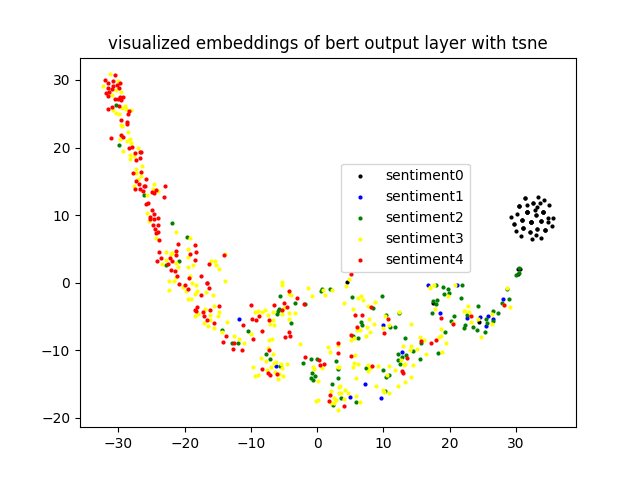 visualized embeddings of bert output layer with tsne
30
20
10
0
−10
−20
sentiment0
sentiment1
sentiment2
sentiment3
sentiment4
−30 −20 −10 0 10 20 30